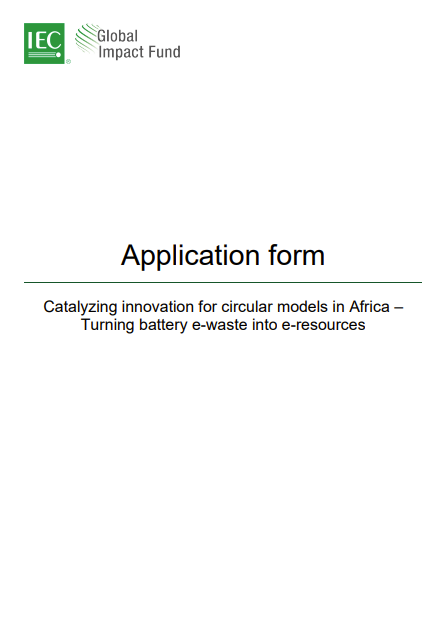 IEC ®
Global
Impact Fund
Application form
Catalyzing innovation for circular models in Africa –
Turning battery e-waste into e-resources